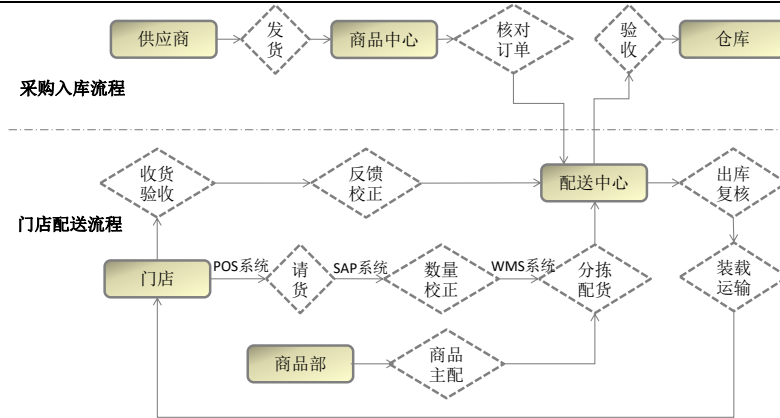 供应商
发
货
商品中心
核对
订单
验
收
仓库
采购入库流程
收货
验收
反馈
校正
配送中心
出库
复核
门店配送流程
门店
POS系统
请
货
SAP系统
数量
校正
WMS系统
分拣
配货
装载
运输
商品部
商品
主配